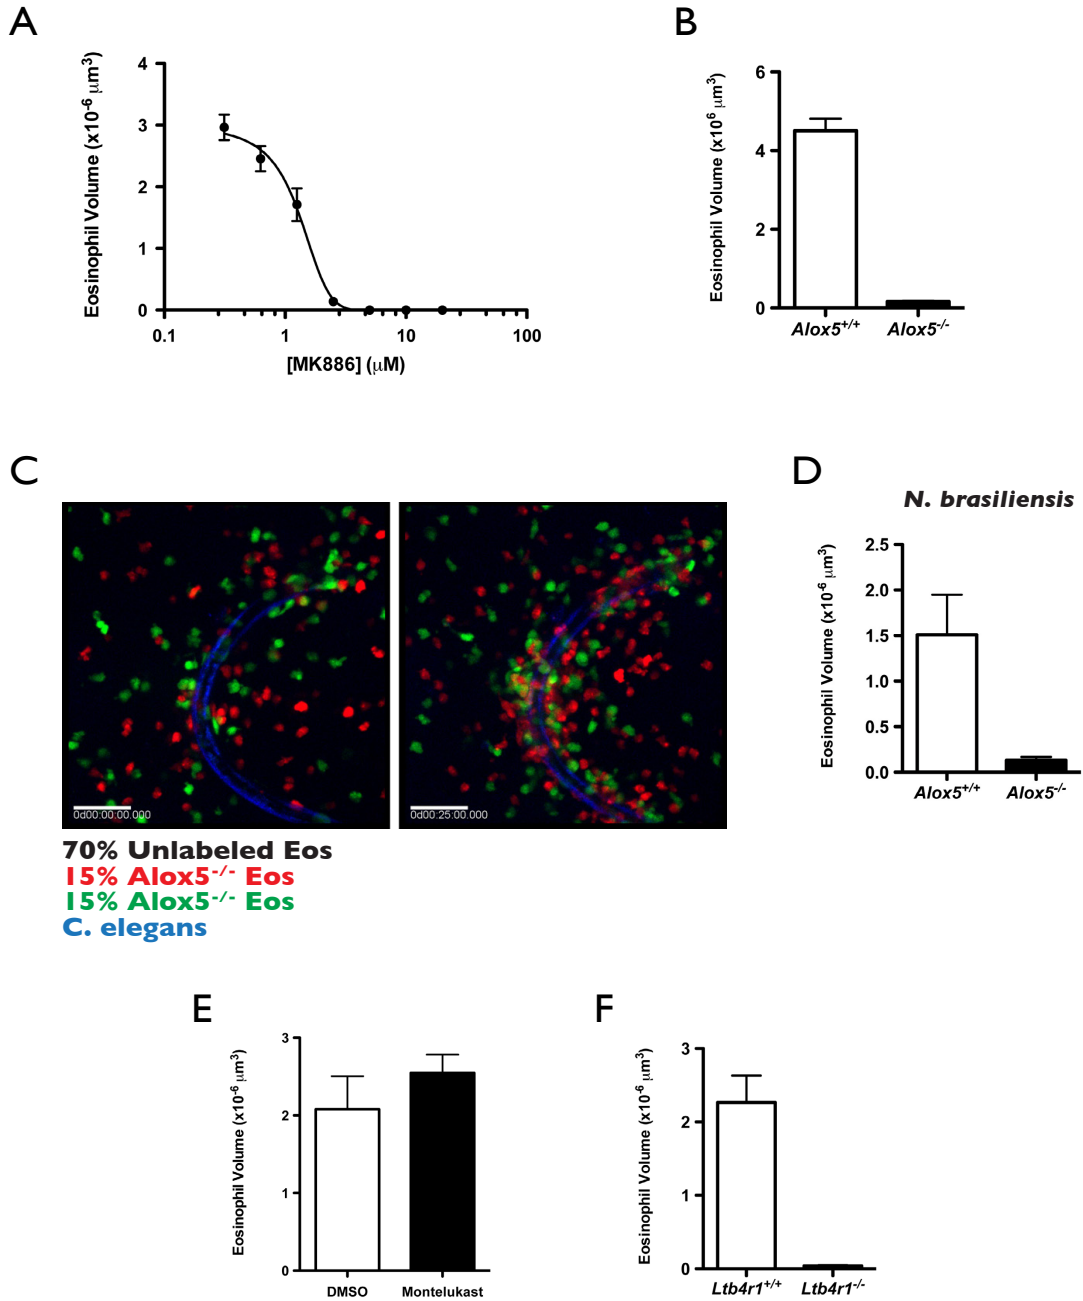 A
Eosinophil Volume (x10-6 μm3)
4
3
2
1
0
0.1 1 10 100
[MK886] (μM)
B
Eosinophil Volume (x106 μm3)
6
4
2
0
Alox5+/+ Alox5-/-
C
0d00:00:00.000
0d00:25:00.000
70% Unlabeled Eos
15% Alox5-/- Eos
15% Alox5-/- Eos
C. elegans
D
N. brasiliensis
Eosinophil Volume (x10-6 μm3)
2.5
2.0
1.5
1.0
0.5
0.0
Alox5+/+ Alox5-/-
E
Eosinophil Volume (x10-6 μm3)
3
2
1
0
DMSO Montelukast
F
Eosinophil Volume (x10-6 μm3)
3
2
1
0
Ltb4r1+/+ Ltb4r1-/-